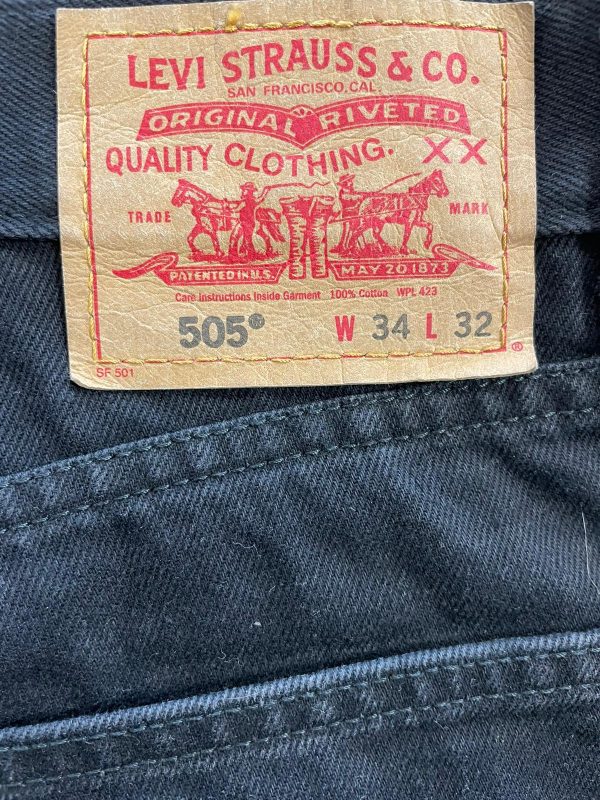 LEVI STRAUSS & CO.
SAN FRANCISCO, CAL.
ORIGINAL RIVETED
QUALITY CLOTHING. XX
TRADE MARK
PATENTED IN U.S. MAY 20 1873
Care Instructions Inside Garment 100% Cotton WPL 423
505® W 34 L 32
SF 501 ®